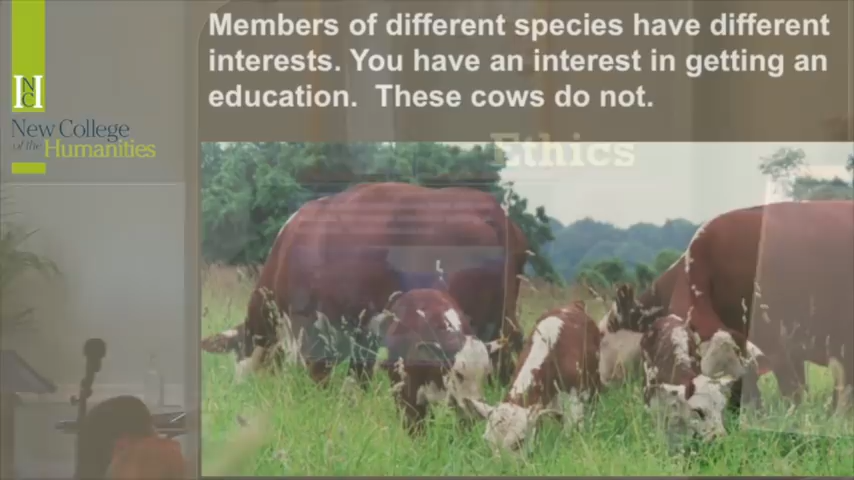 Members of different species have different
interests. You have an interest in getting an
education. These cows do not.
Ethics
NCH
New College
of the Humanities